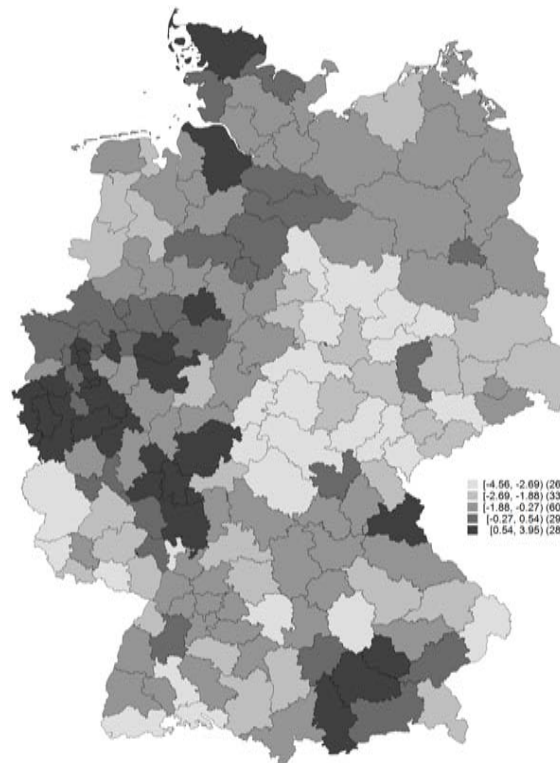 [-4.56, -2.69) (26
[-2.69, -1.88) (33
[-1.88, -0.27) (60
[-0.27, 0.54) (29
[0.54, 3.95) (28